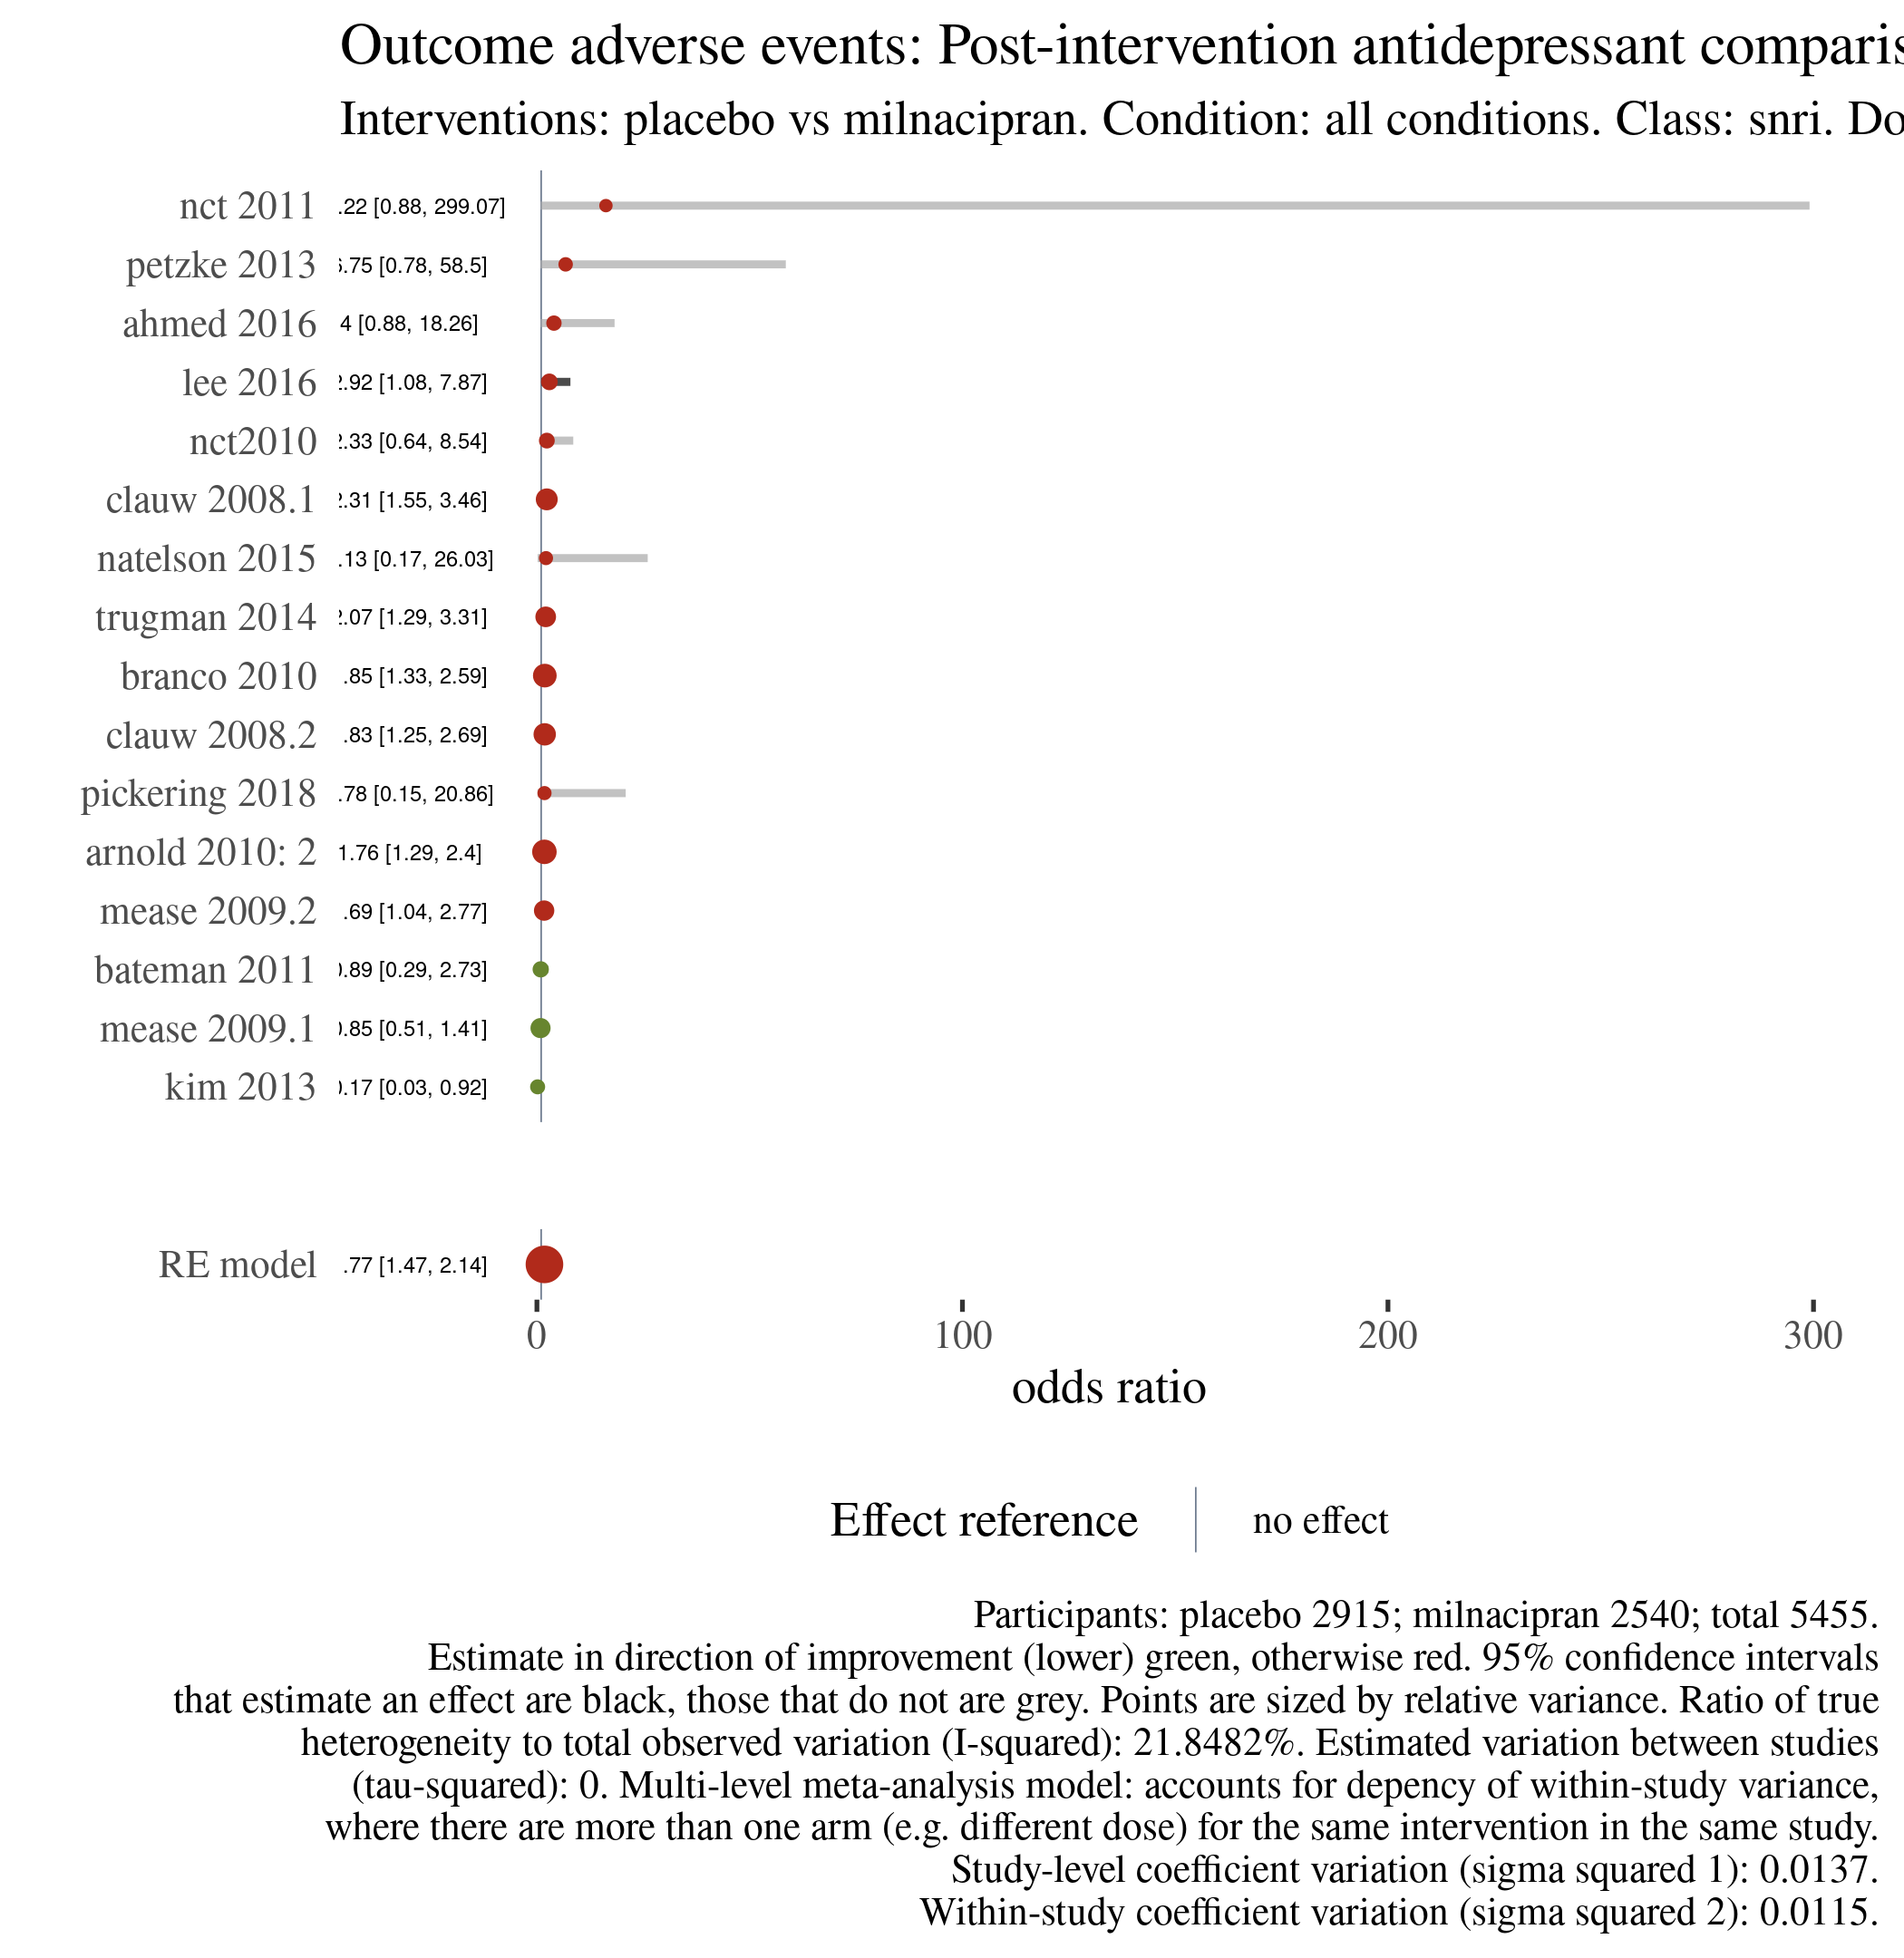 Outcome adverse events: Post-intervention antidepressant comparis
Interventions: placebo vs milnacipran. Condition: all conditions. Class: snri. Do
nct 2011 .22 [0.88, 299.07]
petzke 2013 6.75 [0.78, 58.5]
ahmed 2016 4 [0.88, 18.26]
lee 2016 2.92 [1.08, 7.87]
nct2010 2.33 [0.64, 8.54]
clauw 2008.1 2.31 [1.55, 3.46]
natelson 2015 .13 [0.17, 26.03]
trugman 2014 2.07 [1.29, 3.31]
branco 2010 .85 [1.33, 2.59]
clauw 2008.2 .83 [1.25, 2.69]
pickering 2018 .78 [0.15, 20.86]
arnold 2010: 2 1.76 [1.29, 2.4]
mease 2009.2 .69 [1.04, 2.77]
bateman 2011 0.89 [0.29, 2.73]
mease 2009.1 0.85 [0.51, 1.41]
kim 2013 0.17 [0.03, 0.92]
RE model .77 [1.47, 2.14]
0 100 200 300
odds ratio
Effect reference no effect
Participants: placebo 2915; milnacipran 2540; total 5455.
Estimate in direction of improvement (lower) green, otherwise red. 95% confidence intervals
that estimate an effect are black, those that do not are grey. Points are sized by relative variance. Ratio of true
heterogeneity to total observed variation (I-squared): 21.8482%. Estimated variation between studies
(tau-squared): 0. Multi-level meta-analysis model: accounts for depency of within-study variance,
where there are more than one arm (e.g. different dose) for the same intervention in the same study.
Study-level coefficient variation (sigma squared 1): 0.0137.
Within-study coefficient variation (sigma squared 2): 0.0115.